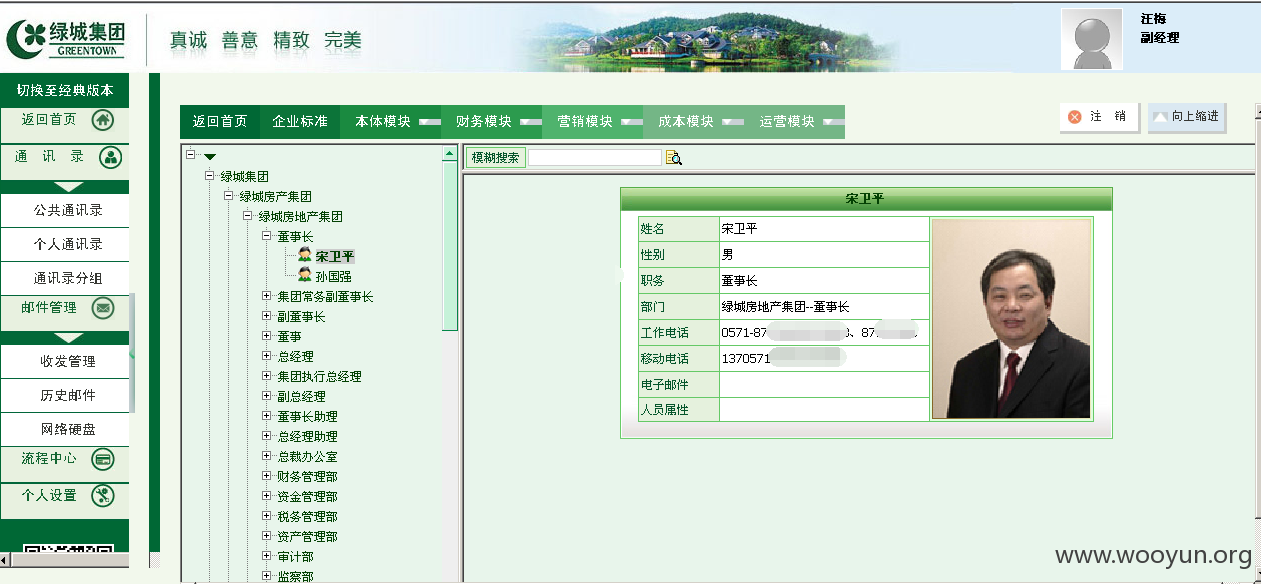 绿城集团
GREENTOWN
真诚 善意 精致 完美
汪梅
副经理
切换至经典版本
返回首页
通 讯 录
公共通讯录
个人通讯录
通讯录分组
邮件管理
收发管理
历史邮件
网络硬盘
流程中心
个人设置
返回首页 企业标准 本体模块 财务模块 营销模块 成本模块 运营模块
注 销 向上缩进
绿城集团
绿城房产集团
绿城房地产集团
董事长
宋卫平
孙国强
集团常务副董事长
副董事长
董事
总经理
集团执行总经理
副总经理
董事长助理
总经理助理
总裁办公室
财务管理部
资金管理部
税务管理部
资产管理部
审计部
监察部
模糊搜索
宋卫平
姓名 宋卫平
性别 男
职务 董事长
部门 绿城房地产集团--董事长
工作电话 0571-87 3、87
移动电话 1370571
电子邮件
人员属性
www.wooyun.org